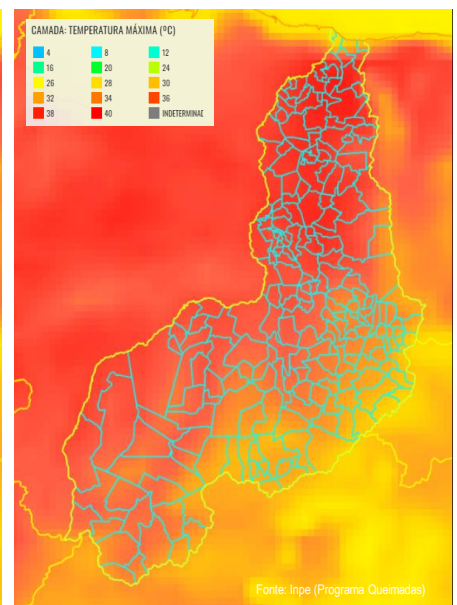 CAMADA: TEMPERATURA MÁXIMA (ºC)
4 8 12
16 20 24
26 28 30
32 34 36
38 40 INDETERMINAE
Fonte: Inpe (Programa Queimadas)